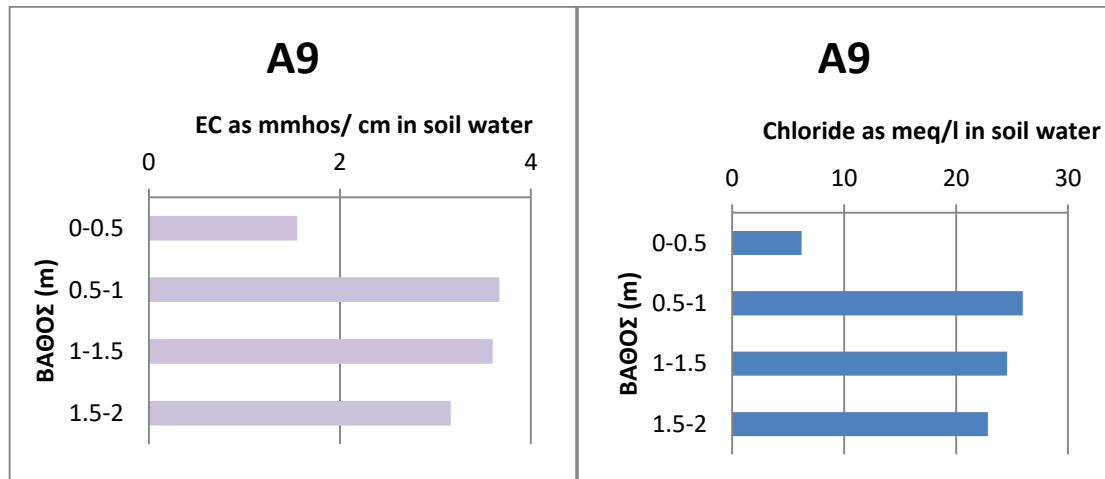 A9
EC as mmhos/ cm in soil water
0 2 4
0-0.5
0.5-1
1-1.5
1.5-2
ΒΑΘΟΣ (m)
A9
Chloride as meq/l in soil water
0 10 20 30
0-0.5
0.5-1
1-1.5
1.5-2
ΒΑΘΟΣ (m)